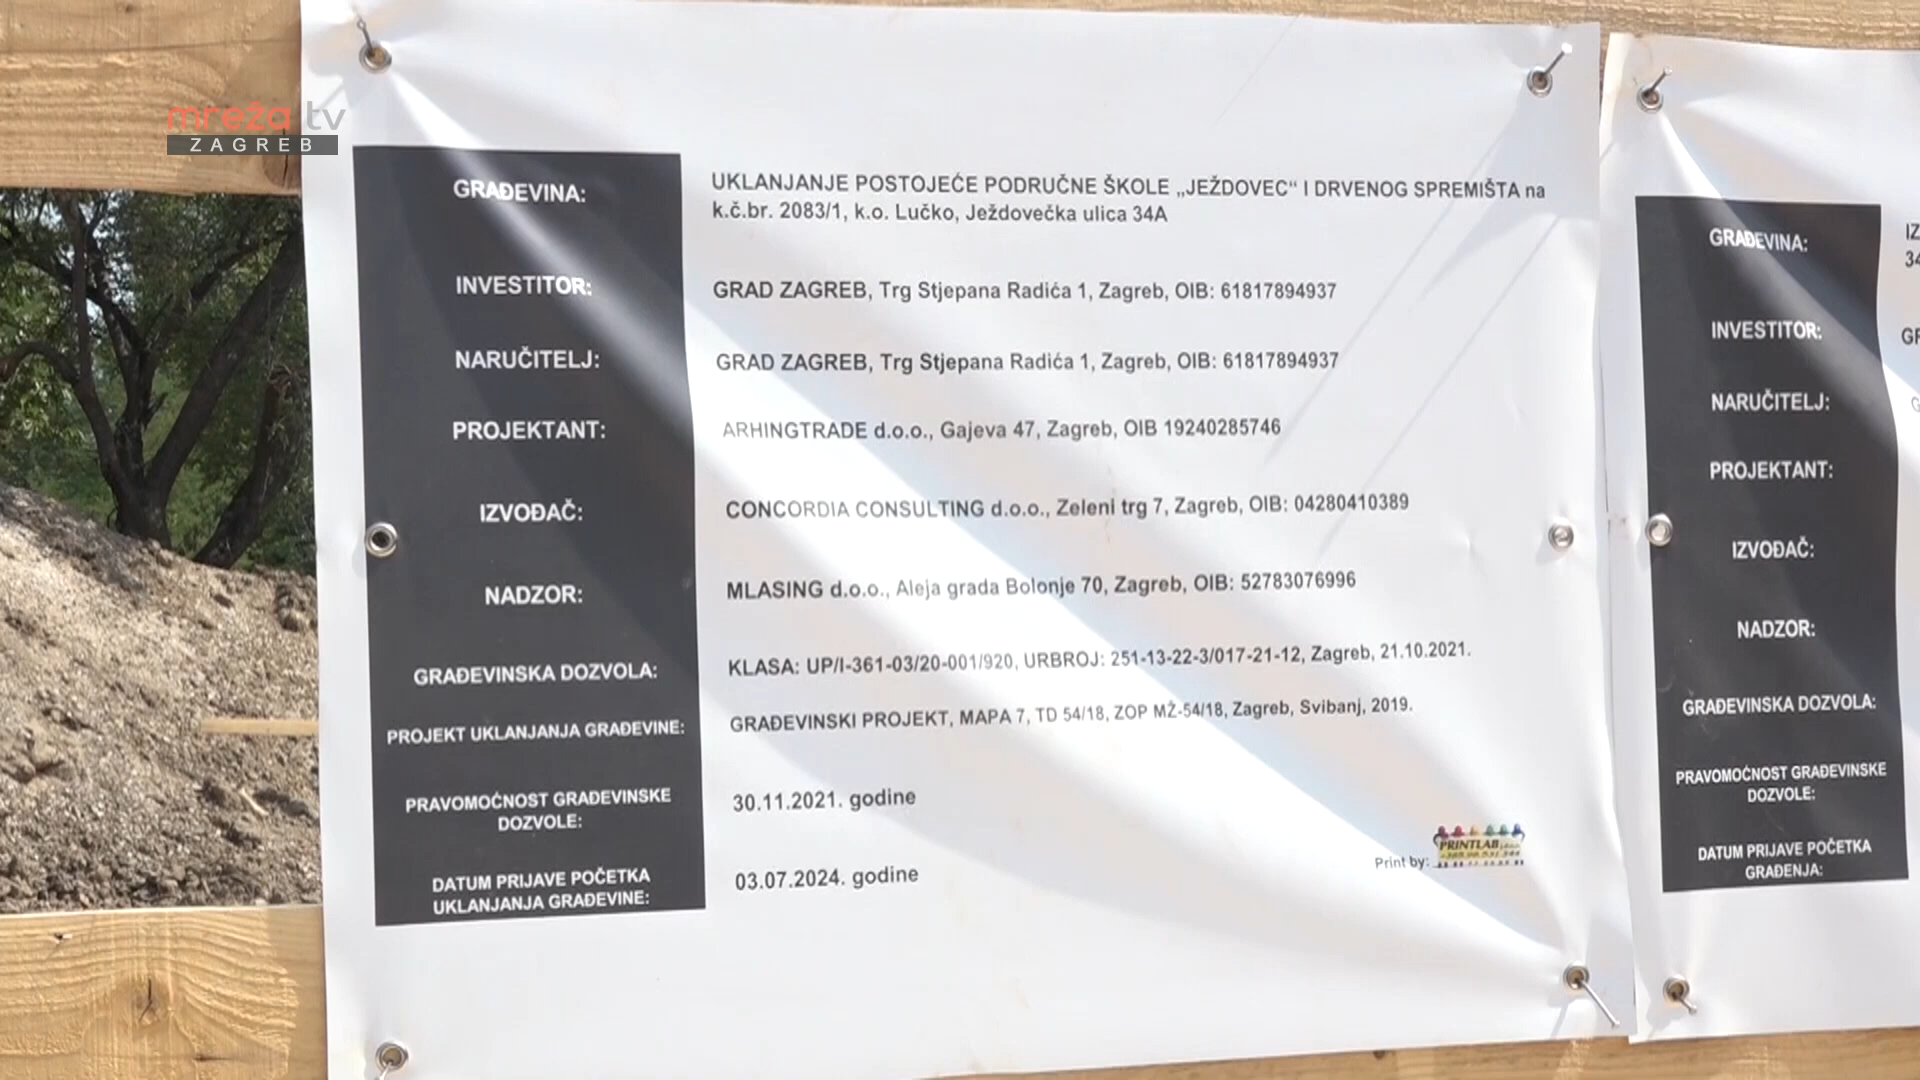 mreža tv
ZAGREB
GRAĐEVINA: UKLANJANJE POSTOJEĆE PODRUČNE ŠKOLE „JEŽDOVEC“ I DRVENOG SPREMIŠTA na
k.č.br. 2083/1, k.o. Lučko, Ježdovečka ulica 34A
INVESTITOR: GRAD ZAGREB, Trg Stjepana Radića 1, Zagreb, OIB: 61817894937
NARUČITELJ: GRAD ZAGREB, Trg Stjepana Radića 1, Zagreb, OIB: 61817894937
PROJEKTANT: ARHINGTRADE d.o.o., Gajeva 47, Zagreb, OIB 19240285746
IZVOĐAČ: CONCORDIA CONSULTING d.o.o., Zeleni trg 7, Zagreb, OIB: 04280410389
NADZOR: MLASING d.o.o., Aleja grada Bolonje 70, Zagreb, OIB: 52783076996
GRAĐEVINSKA DOZVOLA: KLASA: UP/I-361-03/20-001/920, URBROJ: 251-13-22-3/017-21-12, Zagreb, 21.10.2021.
PROJEKT UKLANJANJA GRAĐEVINE: GRAĐEVINSKI PROJEKT, MAPA 7, TD 54/18, ZOP MŽ-54/18, Zagreb, Svibanj, 2019.
PRAVOMOĆNOST GRAĐEVINSKE
DOZVOLE: 30.11.2021. godine
DATUM PRIJAVE POČETKA
UKLANJANJA GRAĐEVINE: 03.07.2024. godine
Print by: PRINTLAB
GRAĐEVINA: IZ
34
INVESTITOR: GR
NARUČITELJ: G
PROJEKTANT:
IZVOĐAČ:
NADZOR:
GRAĐEVINSKA DOZVOLA:
PRAVOMOĆNOST GRAĐEVINSKE
DOZVOLE:
DATUM PRIJAVE POČETKA
GRAĐENJA: